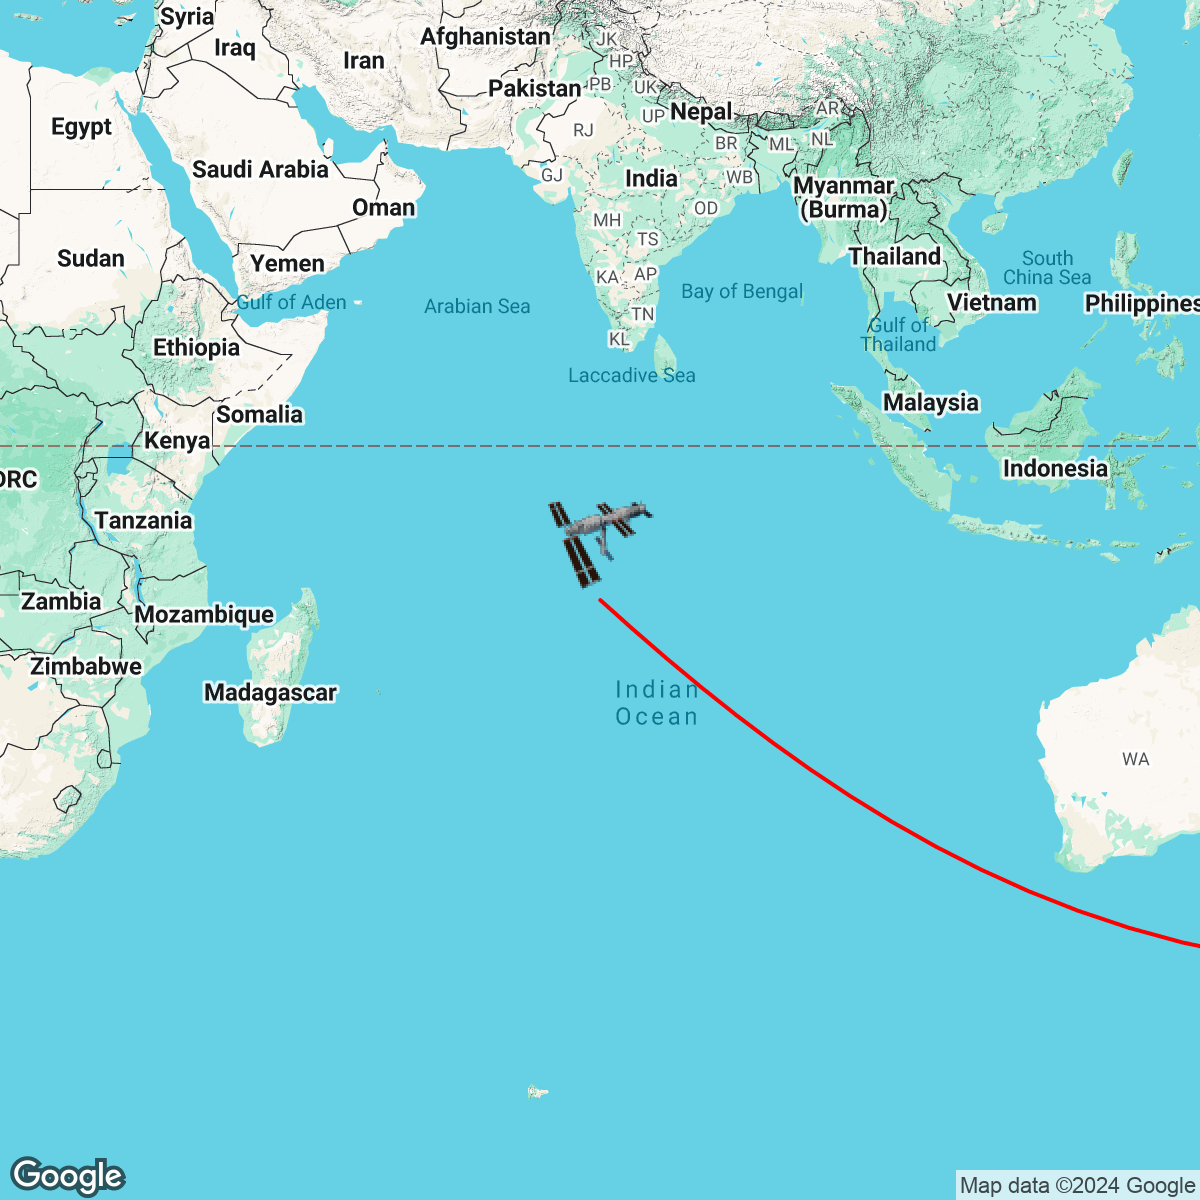 Syria
Iraq
Iran
Afghanistan
JK
HP
Pakistan
PB
UK
Nepal
AR
Egypt
RJ
UP
BR
ML
NL
Saudi Arabia
GJ
India
WB
Myanmar
(Burma)
Oman
MH
OD
TS
Sudan
Yemen
KA
AP
Thailand
South
China Sea
Gulf of Aden
Arabian Sea
Bay of Bengal
Vietnam
Philippines
TN
Gulf of
Thailand
Ethiopia
KL
Laccadive Sea
Somalia
Malaysia
Kenya
DRC
Indonesia
Tanzania
Zambia
Mozambique
Zimbabwe
Madagascar
Indian
Ocean
WA
Google
Map data ©2024 Google